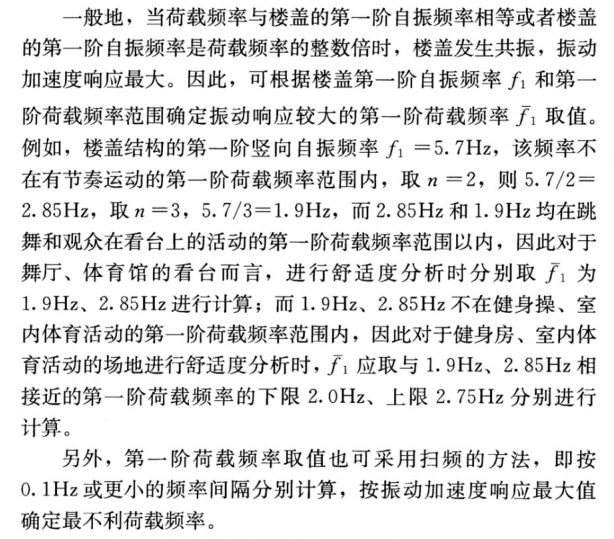 一般地，当荷载频率与楼盖的第一阶自振频率相等或者楼盖
的第一阶自振频率是荷载频率的整数倍时，楼盖发生共振，振动
加速度响应最大。因此，可根据楼盖第一阶自振频率 f₁ 和第一
阶荷载频率范围确定振动响应较大的第一阶荷载频率 f̄₁ 取值。
例如，楼盖结构的第一阶竖向自振频率 f₁ ＝5.7Hz，该频率不
在有节奏运动的第一阶荷载频率范围内，取 n ＝2，则 5.7/2＝
2.85Hz，取 n ＝3，5.7/3＝1.9Hz，而 2.85Hz 和 1.9Hz 均在跳
舞和观众在看台上的活动的第一阶荷载频率范围以内，因此对于
舞厅、体育馆的看台而言，进行舒适度分析时分别取 f̄₁ 为
1.9Hz、2.85Hz 进行计算；而 1.9Hz、2.85Hz 不在健身操、室
内体育活动的第一阶荷载频率范围内，因此对于健身房、室内体
育活动的场地进行舒适度分析时，f̄₁ 应取与 1.9Hz、2.85Hz 相
接近的第一阶荷载频率的下限 2.0Hz、上限 2.75Hz 分别进行
计算。
另外，第一阶荷载频率取值也可采用扫频的方法，即按
0.1Hz 或更小的频率间隔分别计算，按振动加速度响应最大值
确定最不利荷载频率。